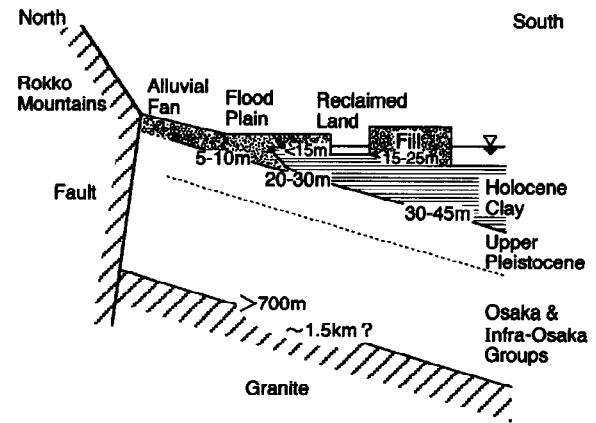 North
South
Rokko
Mountains
Alluvial
Fan
Flood
Plain
Reclaimed
Land
Fill
<15m
15-25m
5-10m
20-30m
Fault
30-45m
Holocene
Clay
Upper
Pleistocene
>700m
~1.5km ?
Osaka &
Infra-Osaka
Groups
Granite